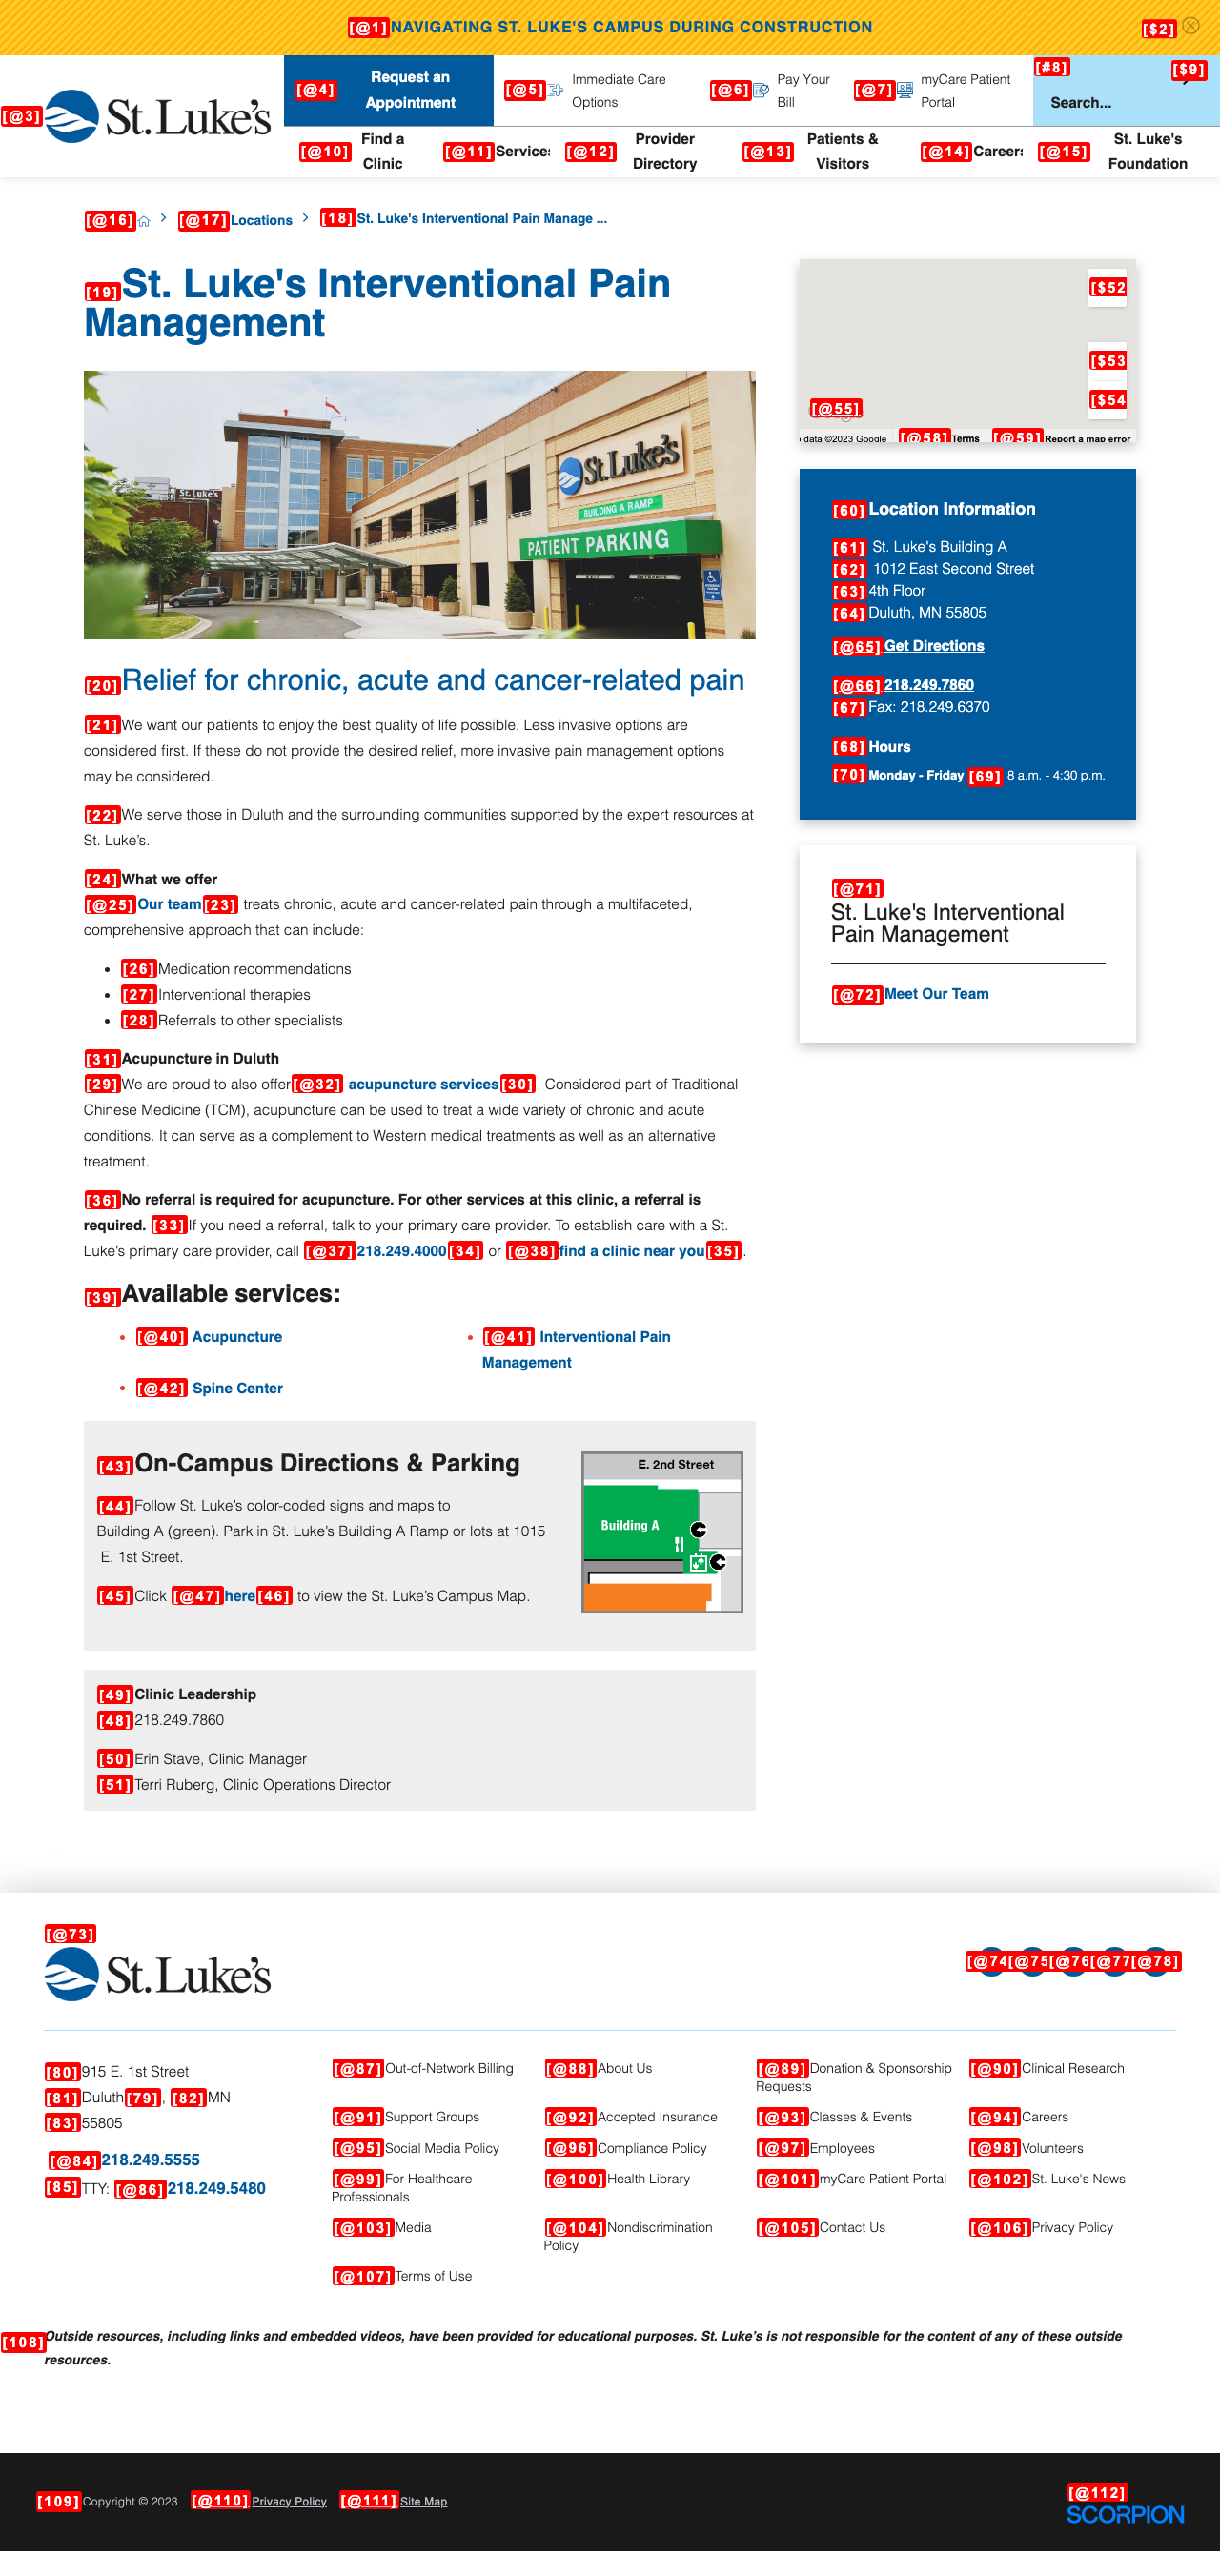 [@1] NAVIGATING ST. LUKE'S CAMPUS DURING CONSTRUCTION
[$2]
[@3] St. Luke's
[@4] Request an Appointment
[@5] Immediate Care Options
[@6] Pay Your Bill
[@7] myCare Patient Portal
[#8] Search...
[$9]
[@10] Find a Clinic
[@11] Services
[@12] Provider Directory
[@13] Patients & Visitors
[@14] Careers
[@15] St. Luke's Foundation
[@16] [@17] Locations [18] St. Luke's Interventional Pain Manage ...
[19] St. Luke's Interventional Pain
Management
St. Luke's
St. Luke's
BUILDING A RAMP
PATIENT PARKING
EXIT ENTRANCE
[20] Relief for chronic, acute and cancer-related pain
[21] We want our patients to enjoy the best quality of life possible. Less invasive options are
considered first. If these do not provide the desired relief, more invasive pain management options
may be considered.
[22] We serve those in Duluth and the surrounding communities supported by the expert resources at
St. Luke's.
[24] What we offer
[@25] Our team [23] treats chronic, acute and cancer-related pain through a multifaceted,
comprehensive approach that can include:
[26] Medication recommendations
[27] Interventional therapies
[28] Referrals to other specialists
[31] Acupuncture in Duluth
[29] We are proud to also offer [@32] acupuncture services [30]. Considered part of Traditional
Chinese Medicine (TCM), acupuncture can be used to treat a wide variety of chronic and acute
conditions. It can serve as a complement to Western medical treatments as well as an alternative
treatment.
[36] No referral is required for acupuncture. For other services at this clinic, a referral is
required. [33] If you need a referral, talk to your primary care provider. To establish care with a St.
Luke's primary care provider, call [@37] 218.249.4000 [34] or [@38] find a clinic near you [35].
[39] Available services:
[@40] Acupuncture
[@41] Interventional Pain
Management
[@42] Spine Center
[43] On-Campus Directions & Parking
[44] Follow St. Luke's color-coded signs and maps to
Building A (green). Park in St. Luke's Building A Ramp or lots at 1015
E. 1st Street.
[45] Click [@47] here [46] to view the St. Luke's Campus Map.
E. 2nd Street
Building A
[49] Clinic Leadership
[48] 218.249.7860
[50] Erin Stave, Clinic Manager
[51] Terri Ruberg, Clinic Operations Director
[$52
[$53
[$54
[@55]
data ©2023 Google [@58] Terms [@59] Report a map error
[60] Location Information
[61] St. Luke's Building A
[62] 1012 East Second Street
[63] 4th Floor
[64] Duluth, MN 55805
[@65] Get Directions
[@66] 218.249.7860
[67] Fax: 218.249.6370
[68] Hours
[70] Monday - Friday [69] 8 a.m. - 4:30 p.m.
[@71]
St. Luke's Interventional
Pain Management
[@72] Meet Our Team
[@73]
St. Luke's
[@74 [@75 [@76 [@77 [@78]
[80] 915 E. 1st Street
[81] Duluth [79], [82] MN
[83] 55805
[@84] 218.249.5555
[85] TTY: [@86] 218.249.5480
[@87] Out-of-Network Billing
[@88] About Us
[@89] Donation & Sponsorship
Requests
[@90] Clinical Research
[@91] Support Groups
[@92] Accepted Insurance
[@93] Classes & Events
[@94] Careers
[@95] Social Media Policy
[@96] Compliance Policy
[@97] Employees
[@98] Volunteers
[@99] For Healthcare
Professionals
[@100] Health Library
[@101] myCare Patient Portal
[@102] St. Luke's News
[@103] Media
[@104] Nondiscrimination
Policy
[@105] Contact Us
[@106] Privacy Policy
[@107] Terms of Use
[108] Outside resources, including links and embedded videos, have been provided for educational purposes. St. Luke's is not responsible for the content of any of these outside
resources.
[109] Copyright © 2023 [@110] Privacy Policy [@111] Site Map
[@112]
SCORPION